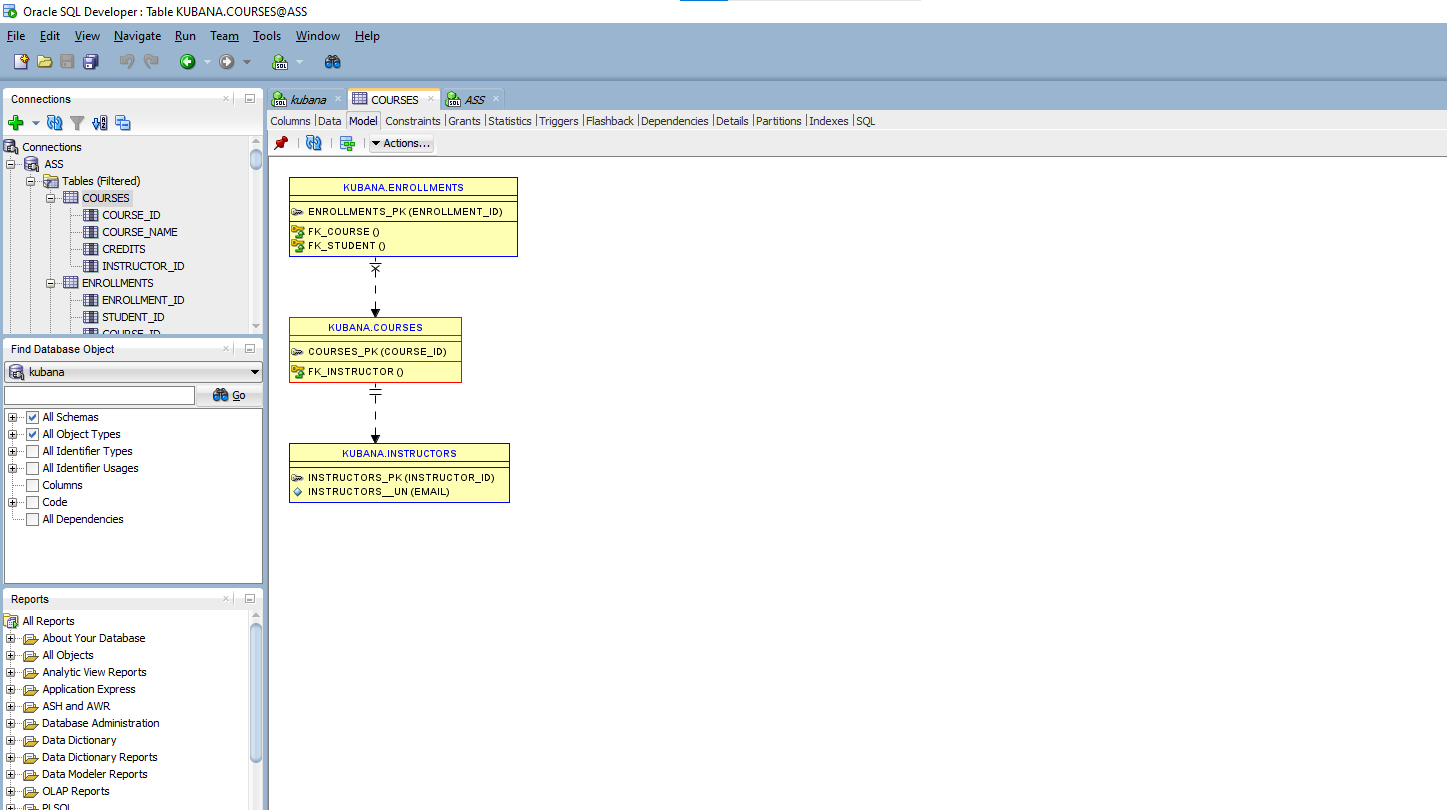 Oracle SQL Developer : Table KUBANA.COURSES@ASS
File Edit View Navigate Run Team Tools Window Help
Connections
Connections
ASS
Tables (Filtered)
COURSES
COURSE_ID
COURSE_NAME
CREDITS
INSTRUCTOR_ID
ENROLLMENTS
ENROLLMENT_ID
STUDENT_ID
COURSE_ID
Find Database Object
kubana
Go
All Schemas
All Object Types
All Identifier Types
All Identifier Usages
Columns
Code
All Dependencies
Reports
All Reports
About Your Database
All Objects
Analytic View Reports
Application Express
ASH and AWR
Database Administration
Data Dictionary
Data Dictionary Reports
Data Modeler Reports
OLAP Reports
PLSQL
kubana COURSES ASS
Columns Data Model Constraints Grants Statistics Triggers Flashback Dependencies Details Partitions Indexes SQL
Actions...
KUBANA.ENROLLMENTS
ENROLLMENTS_PK (ENROLLMENT_ID)
FK_COURSE ()
FK_STUDENT ()
KUBANA.COURSES
COURSES_PK (COURSE_ID)
FK_INSTRUCTOR ()
KUBANA.INSTRUCTORS
INSTRUCTORS_PK (INSTRUCTOR_ID)
INSTRUCTORS__UN (EMAIL)